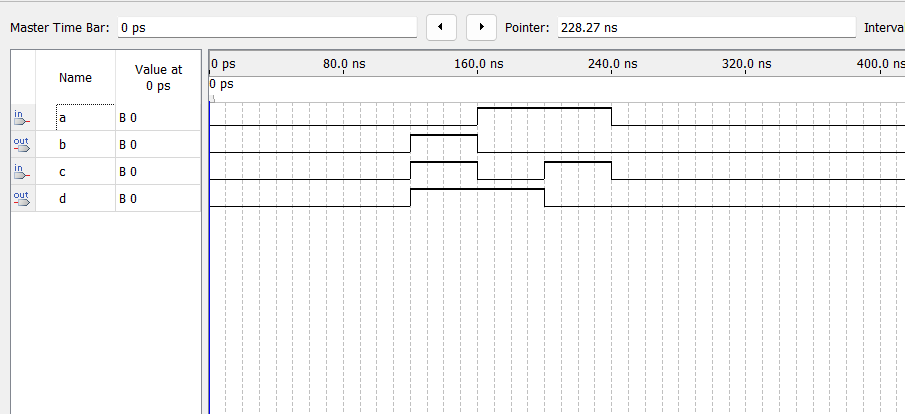 Master Time Bar: 0 ps Pointer: 228.27 ns Interva
Name Value at 0 ps
0 ps 80.0 ns 160.0 ns 240.0 ns 320.0 ns 400.0
0 ps
in a B 0
out b B 0
in c B 0
out d B 0